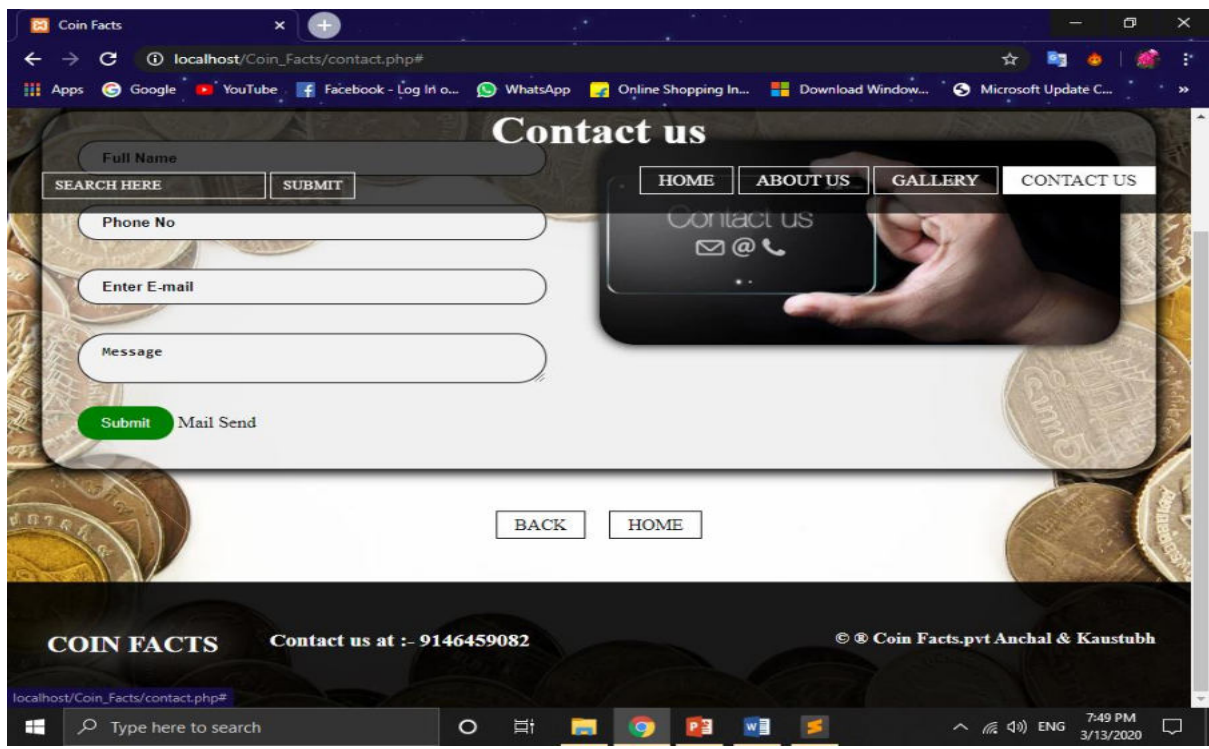 Coin Facts
localhost/Coin_Facts/contact.php#
Apps Google YouTube Facebook - Log In o... WhatsApp Online Shopping In... Download Window... Microsoft Update C... »
Contact us
Full Name
SEARCH HERE SUBMIT HOME ABOUT US GALLERY CONTACT US
Phone No
Contact us
@
Enter E-mail
Message
Submit Mail Send
BACK HOME
COIN FACTS Contact us at :- 9146459082 © ® Coin Facts.pvt Anchal & Kaustubh
localhost/Coin_Facts/contact.php#
Type here to search ENG 7:49 PM
3/13/2020